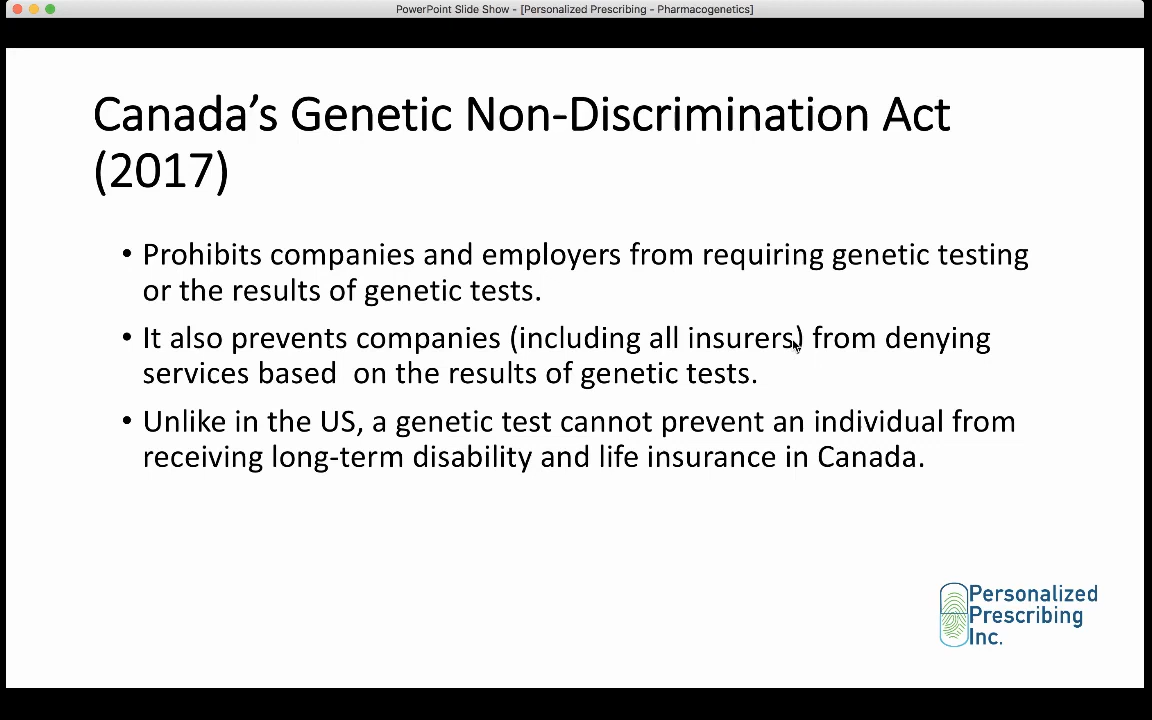 PowerPoint Slide Show - [Personalized Prescribing - Pharmacogenetics]
Canada’s Genetic Non-Discrimination Act
(2017)
• Prohibits companies and employers from requiring genetic testing
or the results of genetic tests.
• It also prevents companies (including all insurers) from denying
services based  on the results of genetic tests.
• Unlike in the US, a genetic test cannot prevent an individual from
receiving long-term disability and life insurance in Canada.
Personalized
Prescribing
Inc.